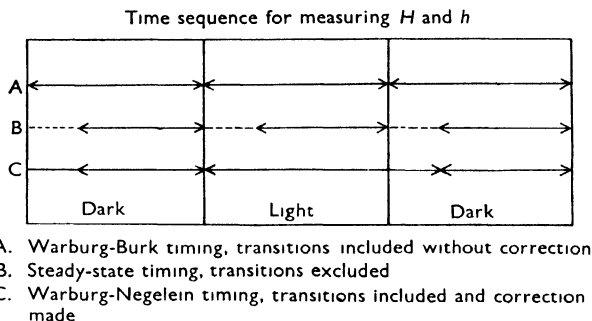 Time sequence for measuring H and h
A
B
C
Dark Light Dark
A. Warburg-Burk timing, transitions included without correction
B. Steady-state timing, transitions excluded
C. Warburg-Negelein timing, transitions included and correction
made